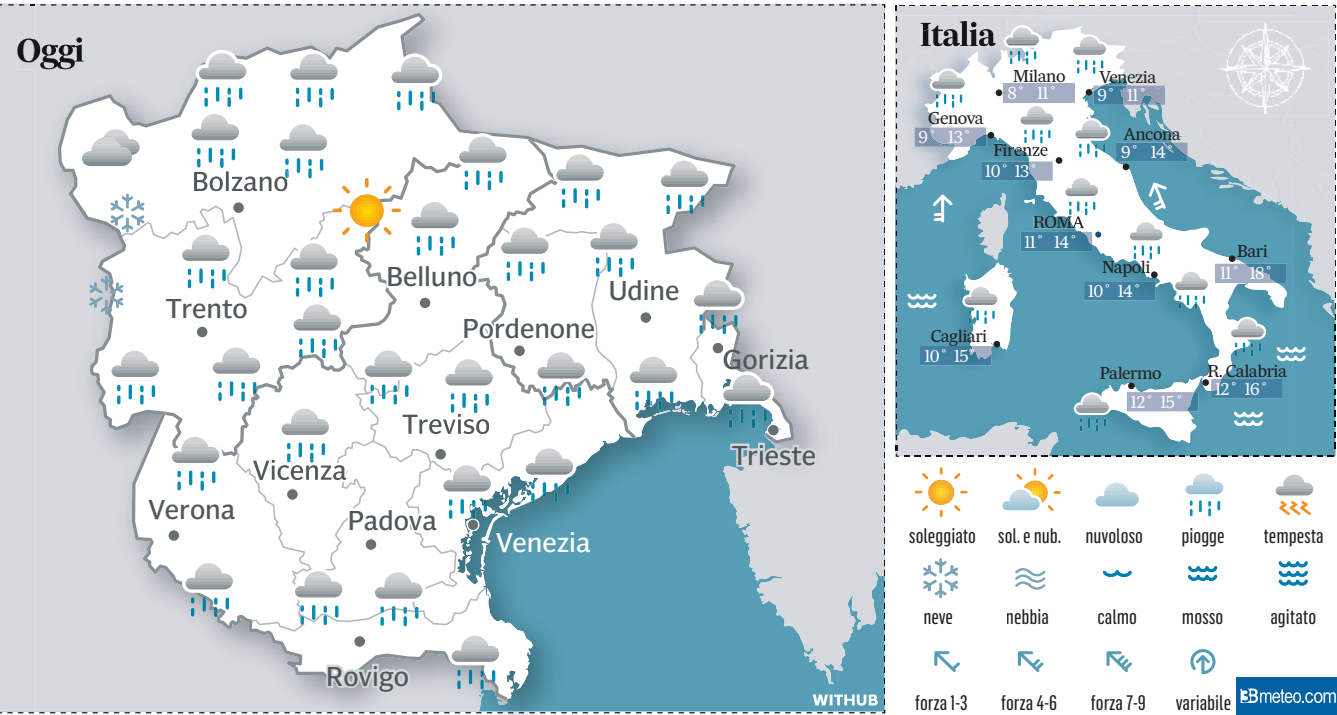 Oggi
Bolzano
Trento
Belluno
Udine
Pordenone
Gorizia
Treviso
Trieste
Vicenza
Verona
Padova
Venezia
Rovigo
WITHUB
Italia
Milano
8° 11°
Venezia
9° 11°
Genova
9° 13°
Ancona
9° 14°
Firenze
10° 13°
ROMA
11° 14°
Bari
11° 18°
Napoli
10° 14°
Cagliari
10° 15°
Palermo
12° 15°
R. Calabria
12° 16°
soleggiato sol. e nub. nuvoloso piogge tempesta
neve nebbia calmo mosso agitato
forza 1-3 forza 4-6 forza 7-9 variabile
3Bmeteo.com